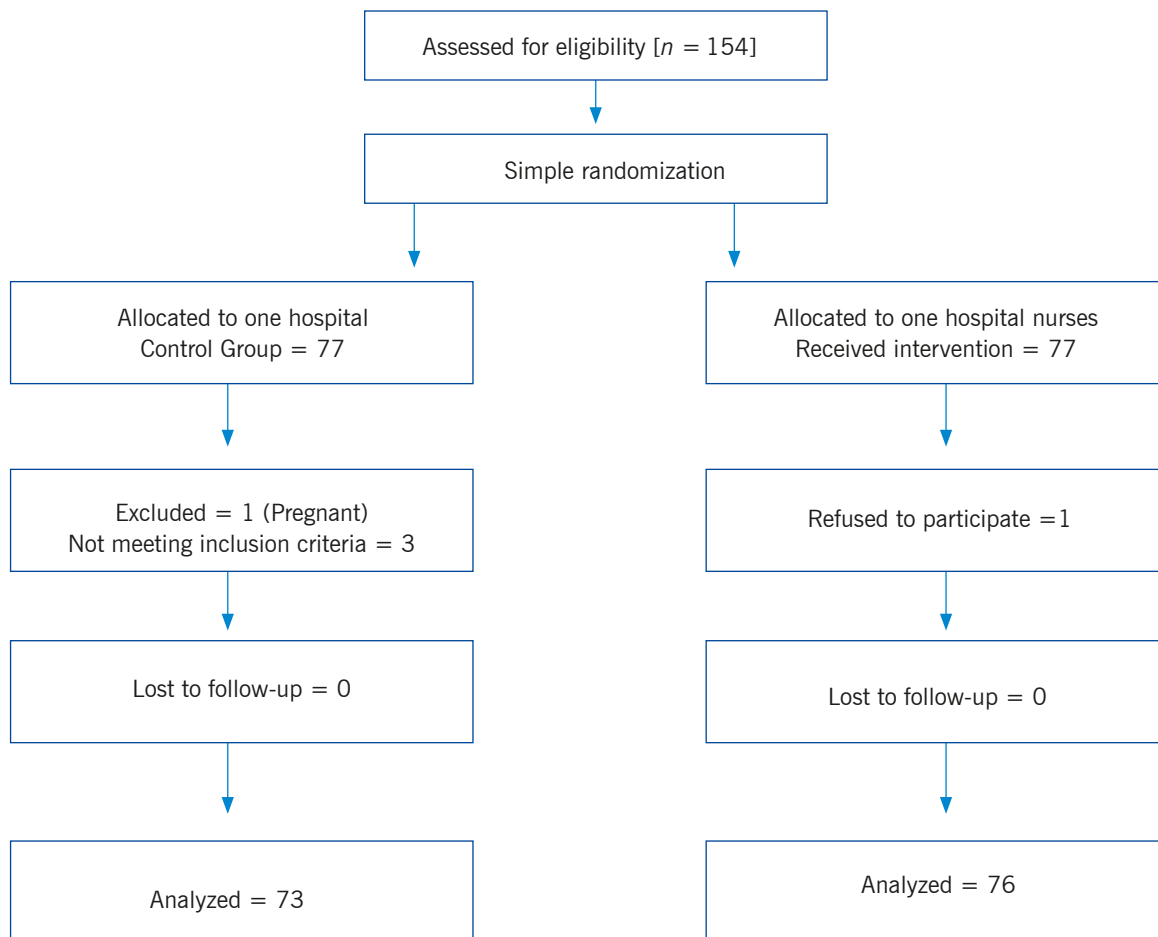 Assessed for eligibility [n = 154]
Simple randomization
Allocated to one hospital
Control Group = 77
Allocated to one hospital nurses
Received intervention = 77
Excluded = 1 (Pregnant)
Not meeting inclusion criteria = 3
Refused to participate =1
Lost to follow-up = 0
Lost to follow-up = 0
Analyzed = 73
Analyzed = 76